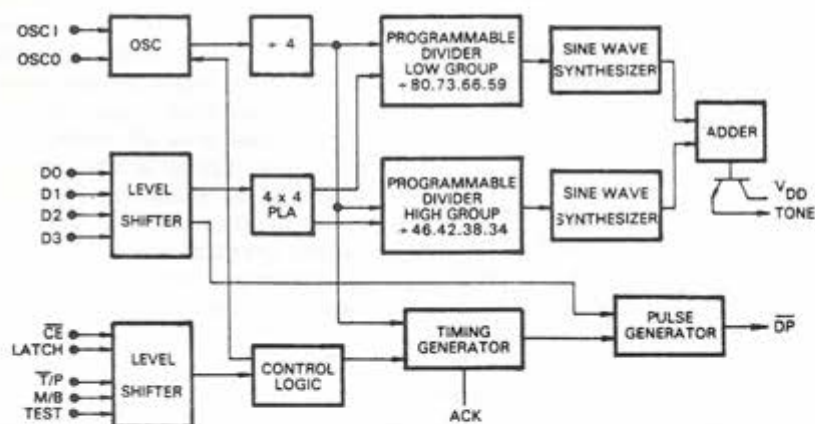 OSC1
OSCO
OSC
÷ 4
PROGRAMMABLE
DIVIDER
LOW GROUP
÷80.73.66.59
SINE WAVE
SYNTHESIZER
ADDER
VDD
TONE
D0
D1
D2
D3
LEVEL
SHIFTER
4 x 4
PLA
PROGRAMMABLE
DIVIDER
HIGH GROUP
÷46.42.38.34
SINE WAVE
SYNTHESIZER
CE
LATCH
T/P
M/B
TEST
LEVEL
SHIFTER
CONTROL
LOGIC
TIMING
GENERATOR
ACK
PULSE
GENERATOR
DP